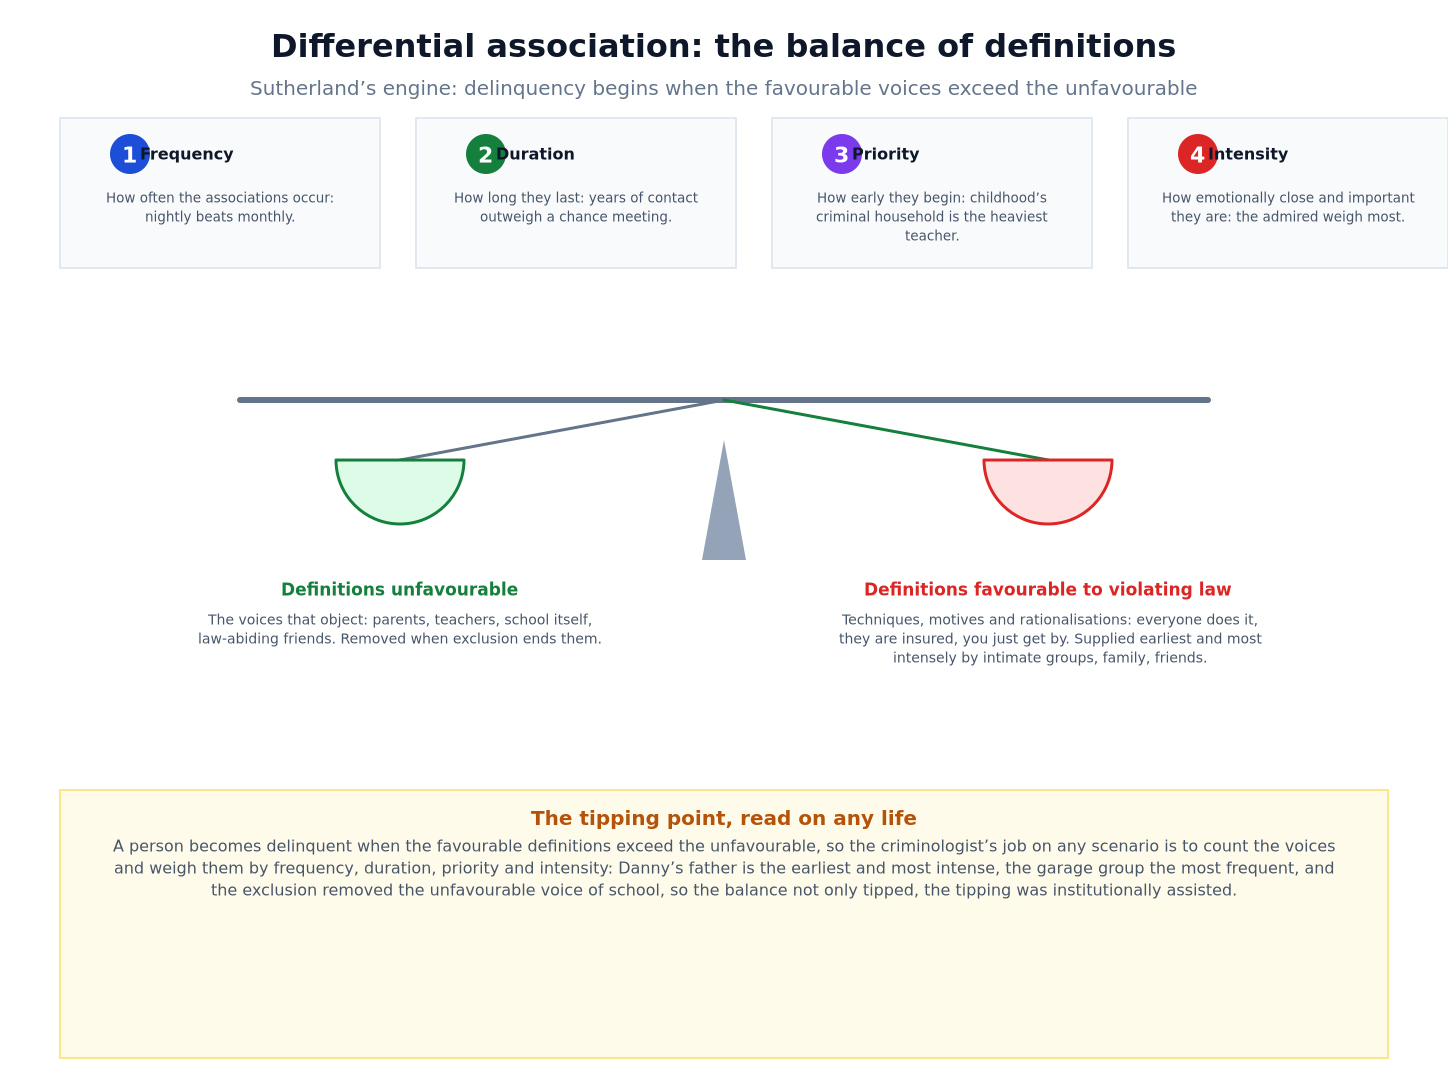 Differential association: the balance of definitions
Sutherland’s engine: delinquency begins when the favourable voices exceed the unfavourable
1 Frequency
How often the associations occur:
nightly beats monthly.
2 Duration
How long they last: years of contact
outweigh a chance meeting.
3 Priority
How early they begin: childhood’s
criminal household is the heaviest
teacher.
4 Intensity
How emotionally close and important
they are: the admired weigh most.
Definitions unfavourable
The voices that object: parents, teachers, school itself,
law-abiding friends. Removed when exclusion ends them.
Definitions favourable to violating law
Techniques, motives and rationalisations: everyone does it,
they are insured, you just get by. Supplied earliest and most
intensely by intimate groups, family, friends.
The tipping point, read on any life
A person becomes delinquent when the favourable definitions exceed the unfavourable, so the criminologist’s job on any scenario is to count the voices
and weigh them by frequency, duration, priority and intensity: Danny’s father is the earliest and most intense, the garage group the most frequent, and
the exclusion removed the unfavourable voice of school, so the balance not only tipped, the tipping was institutionally assisted.